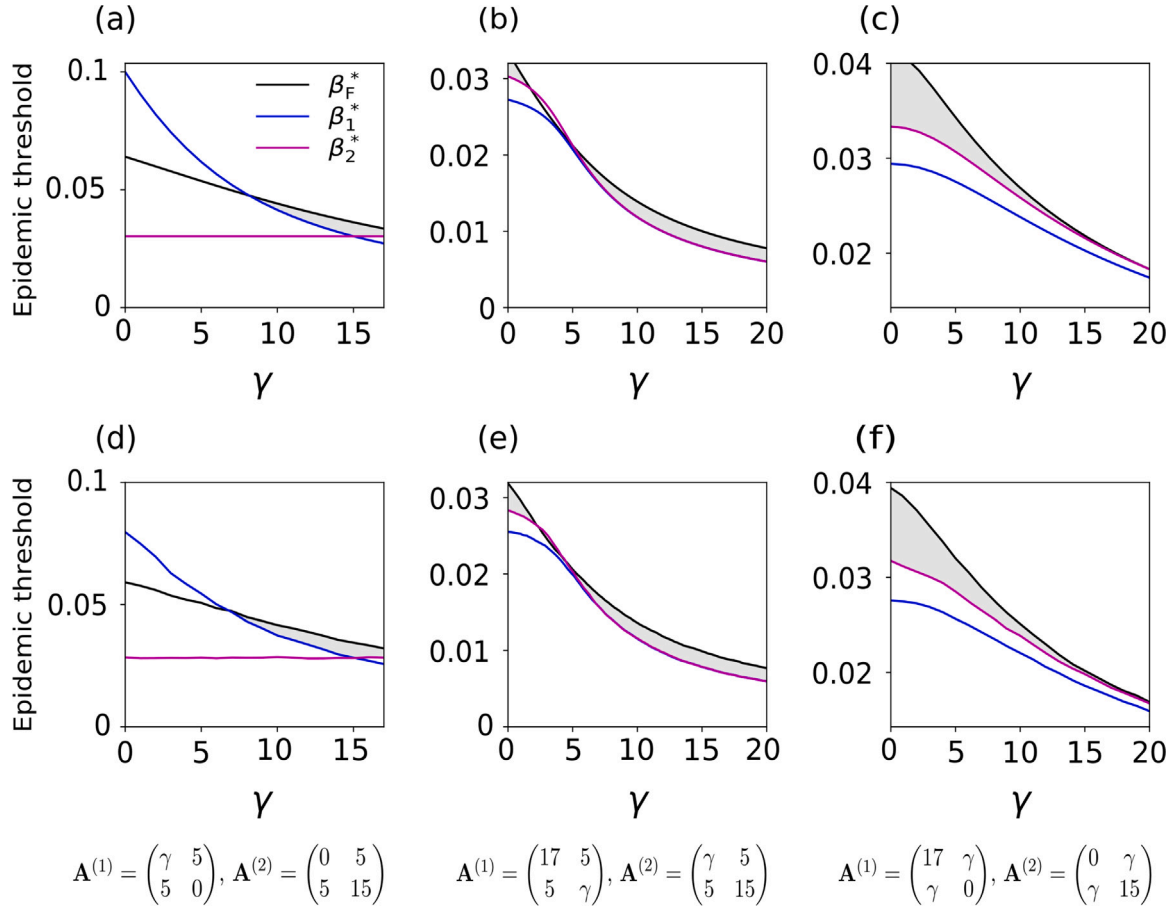 (a) (b) (c)
0.1 0.05 0
Epidemic threshold
β*F
β*1
β*2
0 5 10 15
γ
0.03 0.02 0.01 0
0 5 10 15 20
γ
0.04 0.03 0.02
0 5 10 15 20
γ
(d) (e) (f)
0.1 0.05 0
Epidemic threshold
0 5 10 15
γ
0.03 0.02 0.01 0
0 5 10 15 20
γ
0.04 0.03 0.02
0 5 10 15 20
γ
A(1) = (γ 5 5 0), A(2) = (0 5 5 15)
A(1) = (17 5 5 γ), A(2) = (γ 5 5 15)
A(1) = (17 γ γ 0), A(2) = (0 γ γ 15)